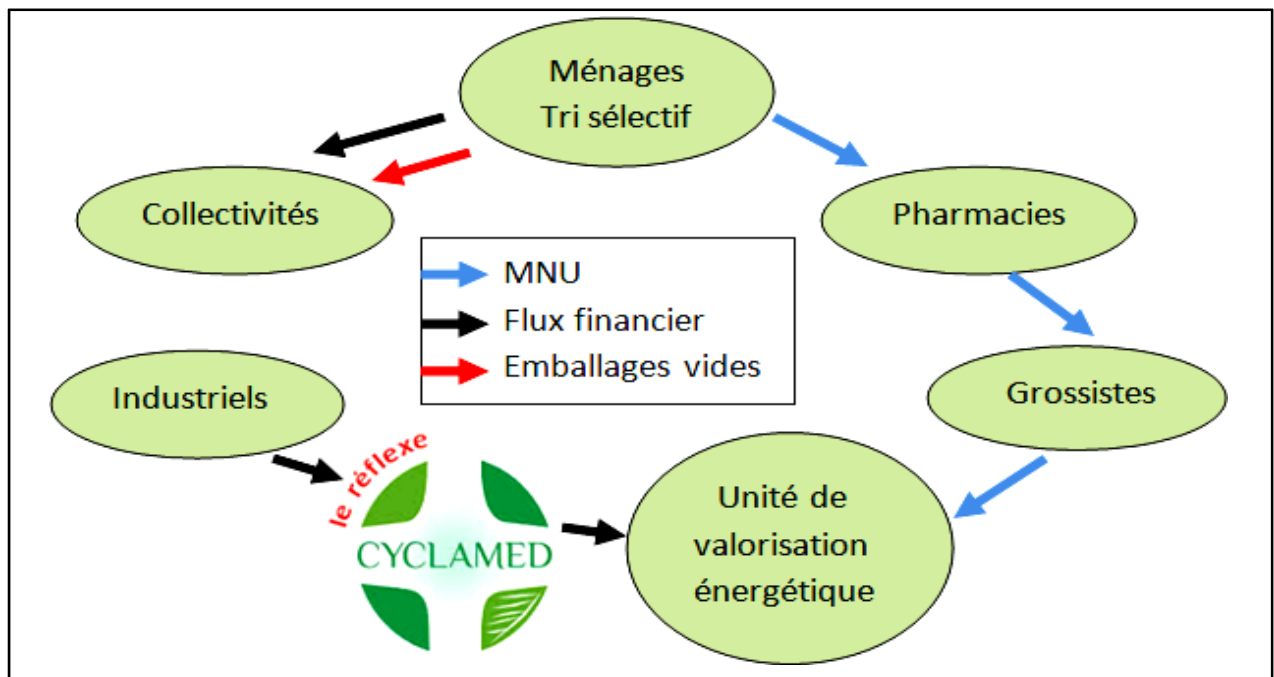 Ménages
Tri sélectif
Collectivités
Pharmacies
MNU
Flux financier
Emballages vides
Industriels
Grossistes
le réflexe
CYCLAMED
Unité de
valorisation
énergétique